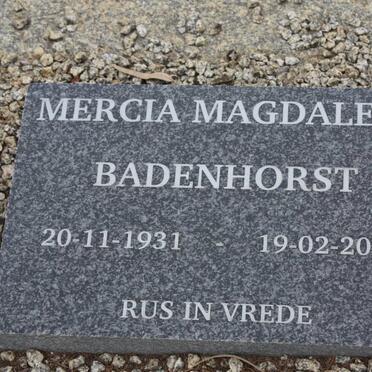 MERCIA MAGDALE
BADENHORST
20-11-1931 - 19-02-20
RUS IN VREDE